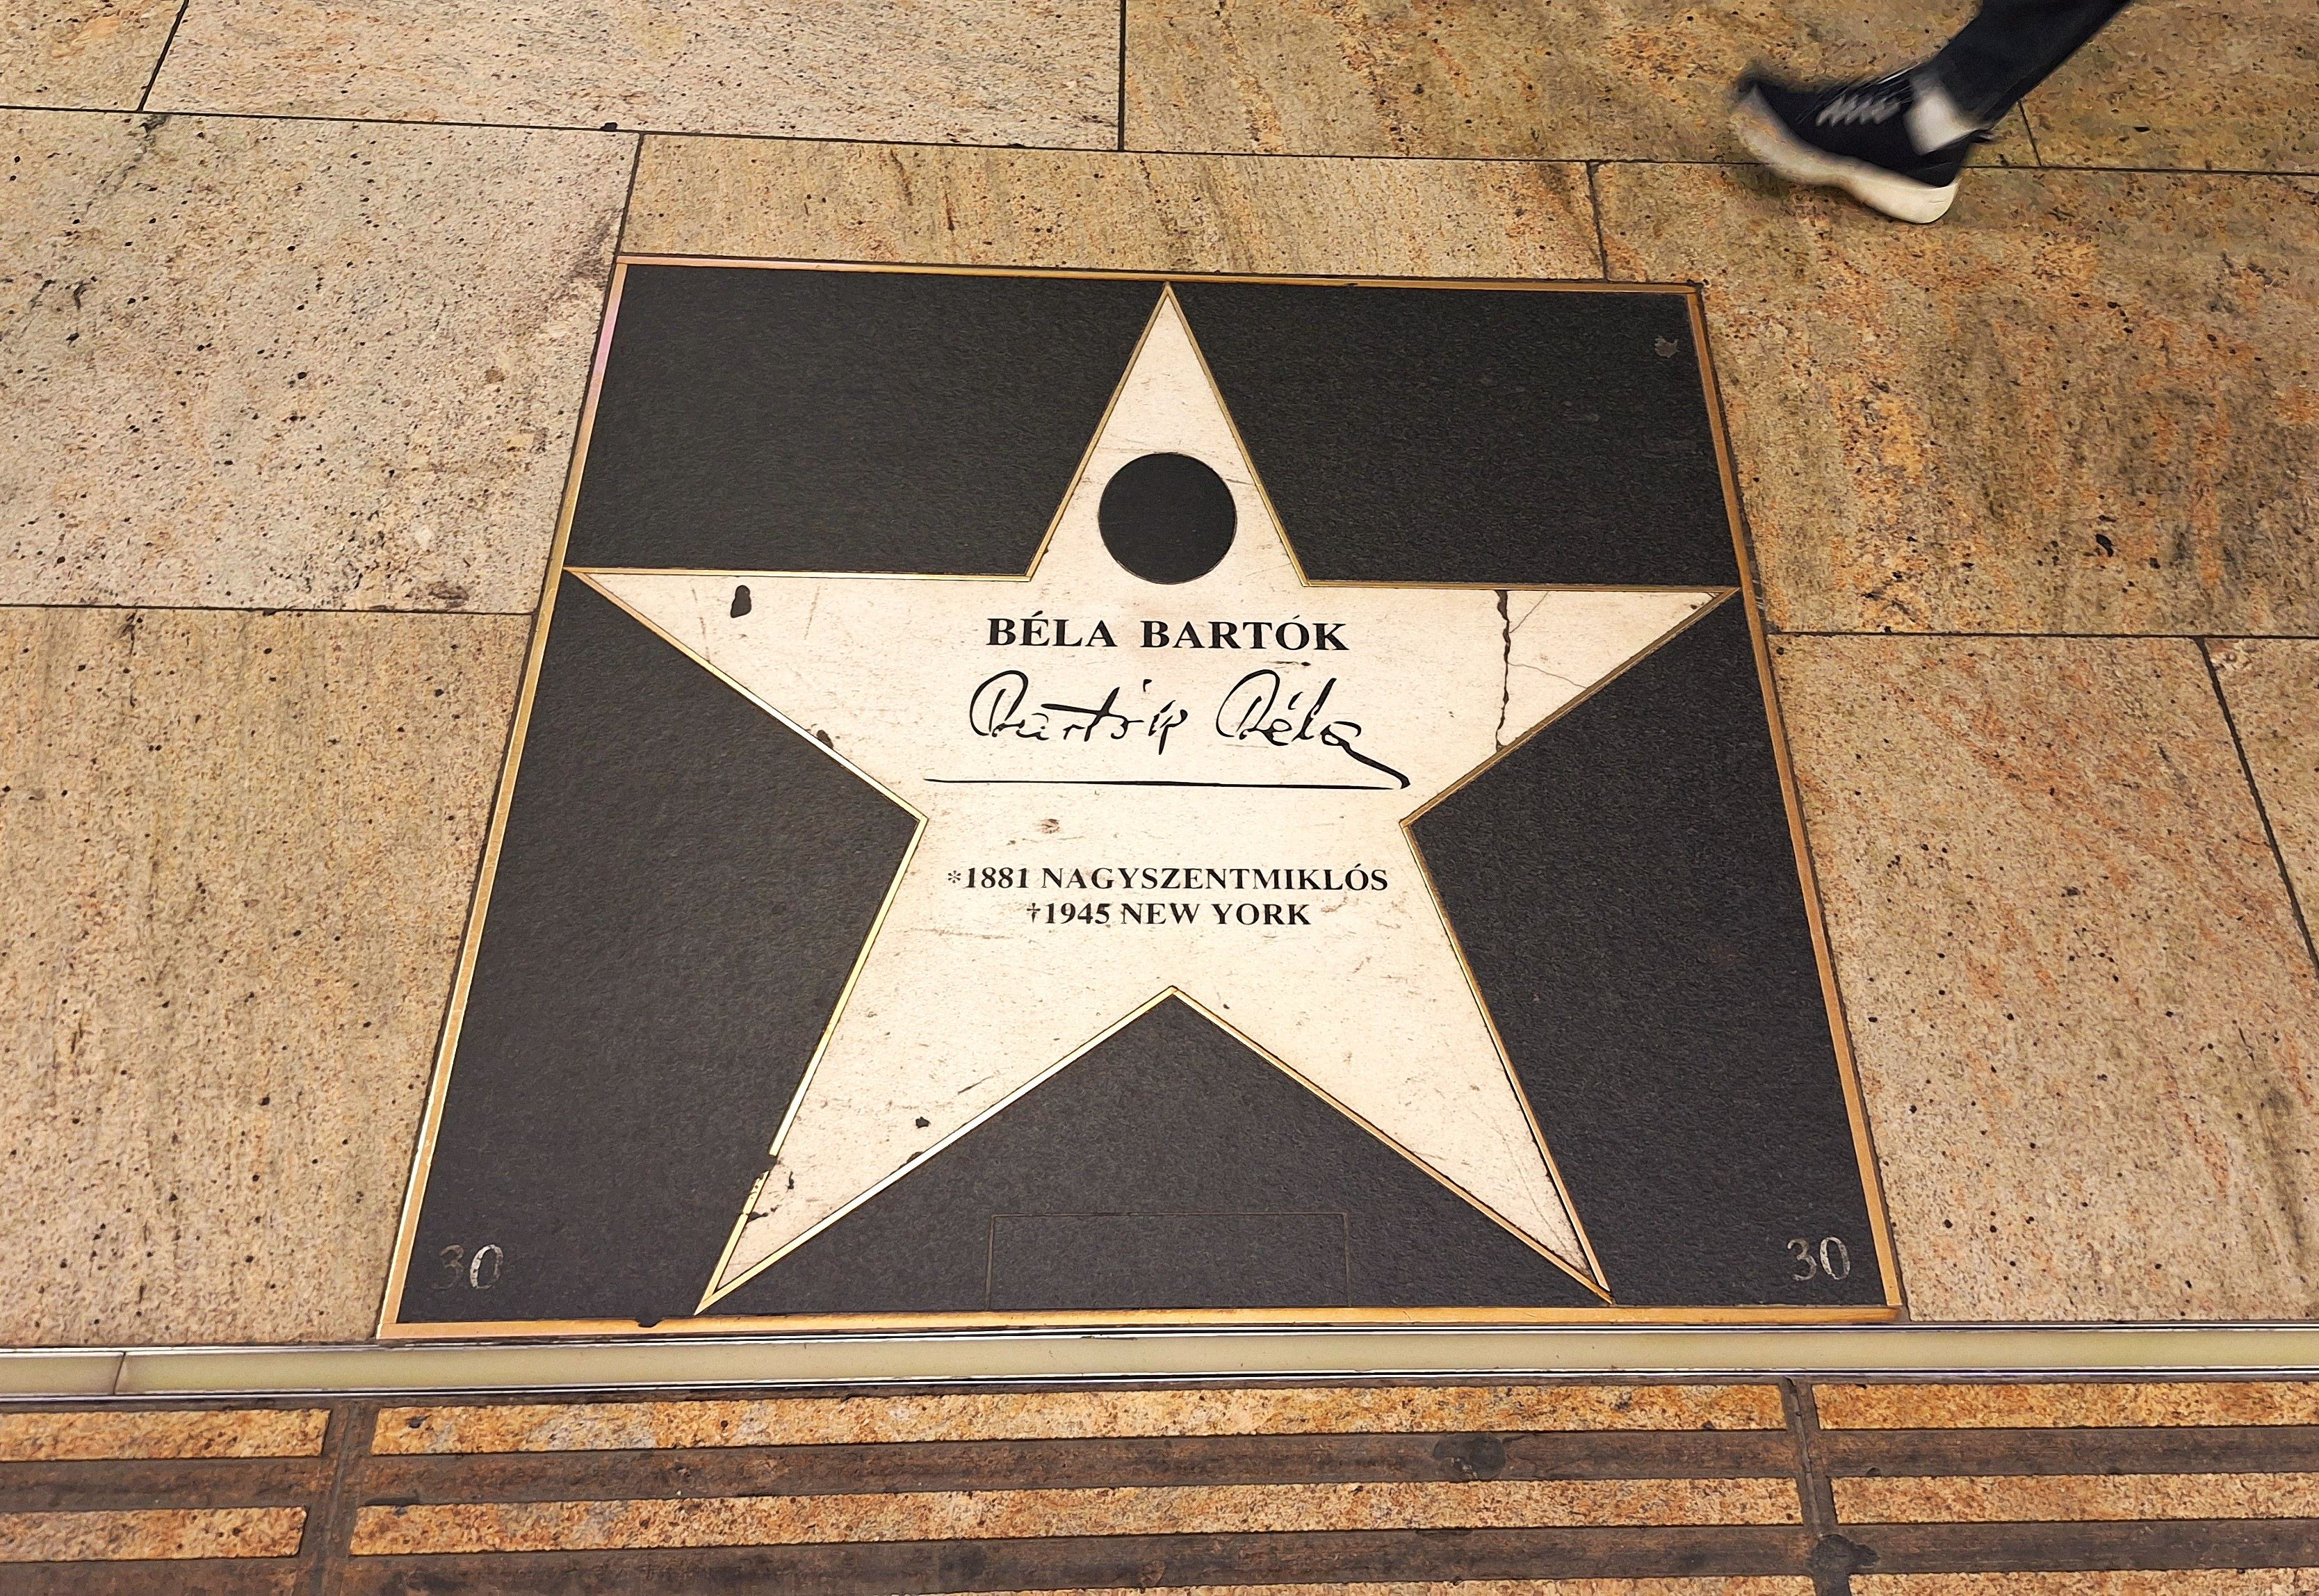 BÉLA BARTÓK
Bartók Béla
*1881 NAGYSZENTMIKLÓS
†1945 NEW YORK
30 30